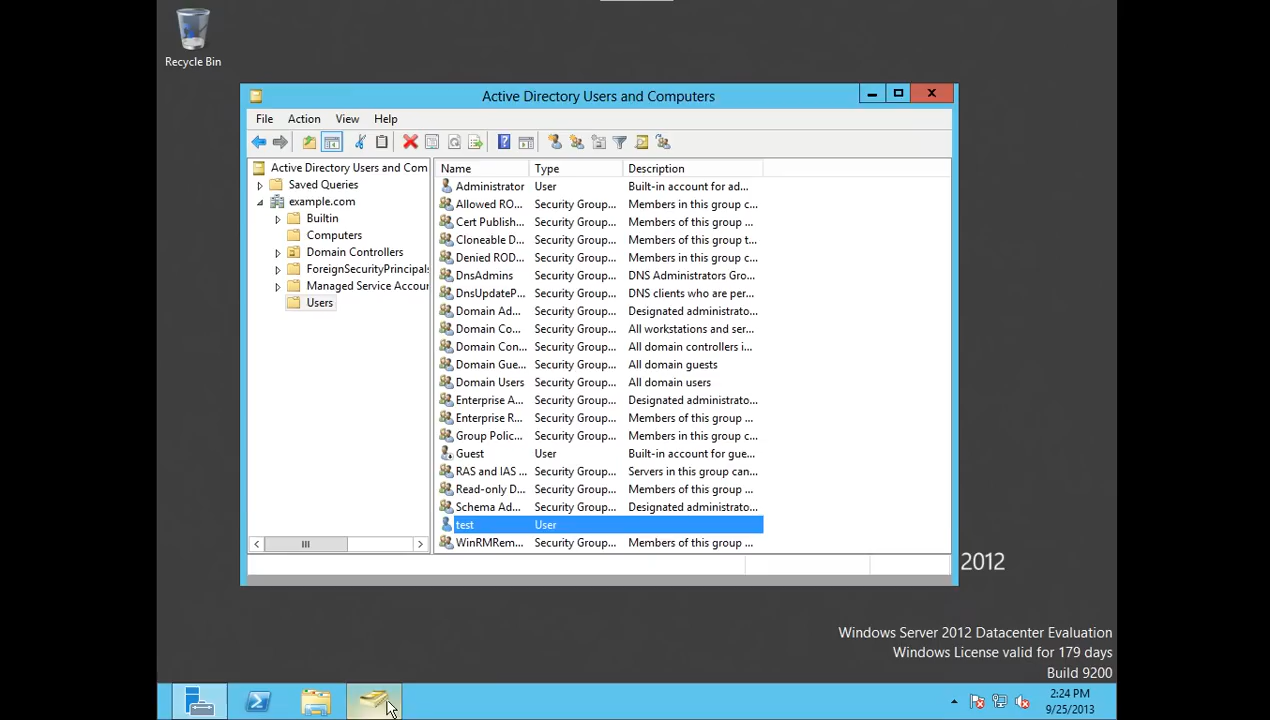 Recycle Bin
Active Directory Users and Computers
File Action View Help
Active Directory Users and Com
Saved Queries
example.com
Builtin
Computers
Domain Controllers
ForeignSecurityPrincipals
Managed Service Accour
Users
Name Type Description
Administrator User Built-in account for ad...
Allowed RO... Security Group... Members in this group c...
Cert Publish... Security Group... Members of this group ...
Cloneable D... Security Group... Members of this group t...
Denied ROD... Security Group... Members in this group c...
DnsAdmins Security Group... DNS Administrators Gro...
DnsUpdateP... Security Group... DNS clients who are per...
Domain Ad... Security Group... Designated administrato...
Domain Co... Security Group... All workstations and ser...
Domain Con... Security Group... All domain controllers i...
Domain Gue... Security Group... All domain guests
Domain Users Security Group... All domain users
Enterprise A... Security Group... Designated administrato...
Enterprise R... Security Group... Members of this group ...
Group Polic... Security Group... Members in this group c...
Guest User Built-in account for gue...
RAS and IAS ... Security Group... Servers in this group can...
Read-only D... Security Group... Members of this group ...
Schema Ad... Security Group... Designated administrato...
test User
WinRMRem... Security Group... Members of this group ...
2012
Windows Server 2012 Datacenter Evaluation
Windows License valid for 179 days
Build 9200
2:24 PM
9/25/2013